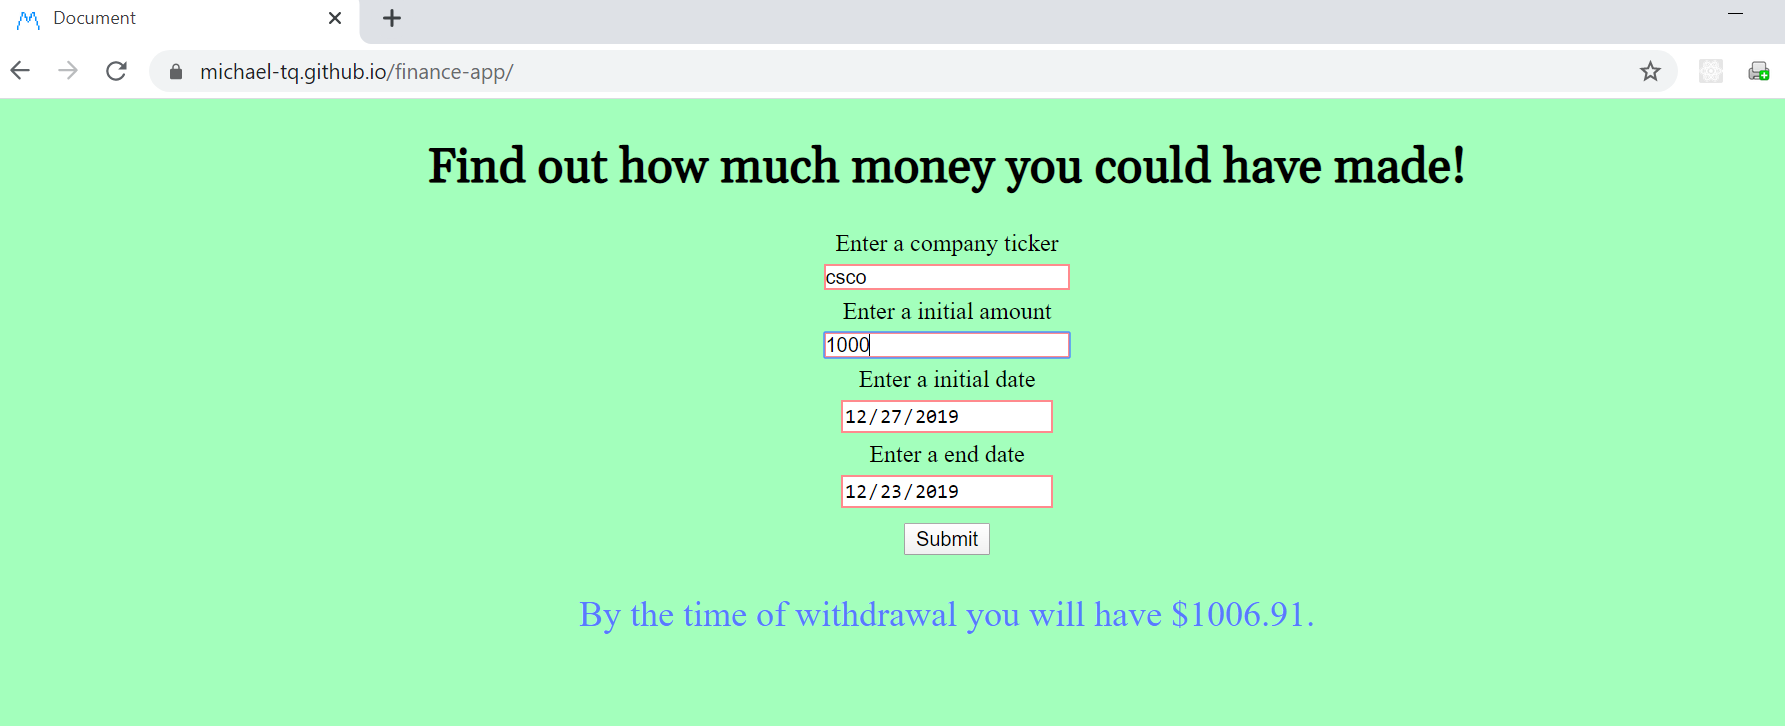 Document
michael-tq.github.io/finance-app/
Find out how much money you could have made!
Enter a company ticker
csco
Enter a initial amount
1000
Enter a initial date
12/27/2019
Enter a end date
12/23/2019
Submit
By the time of withdrawal you will have $1006.91.